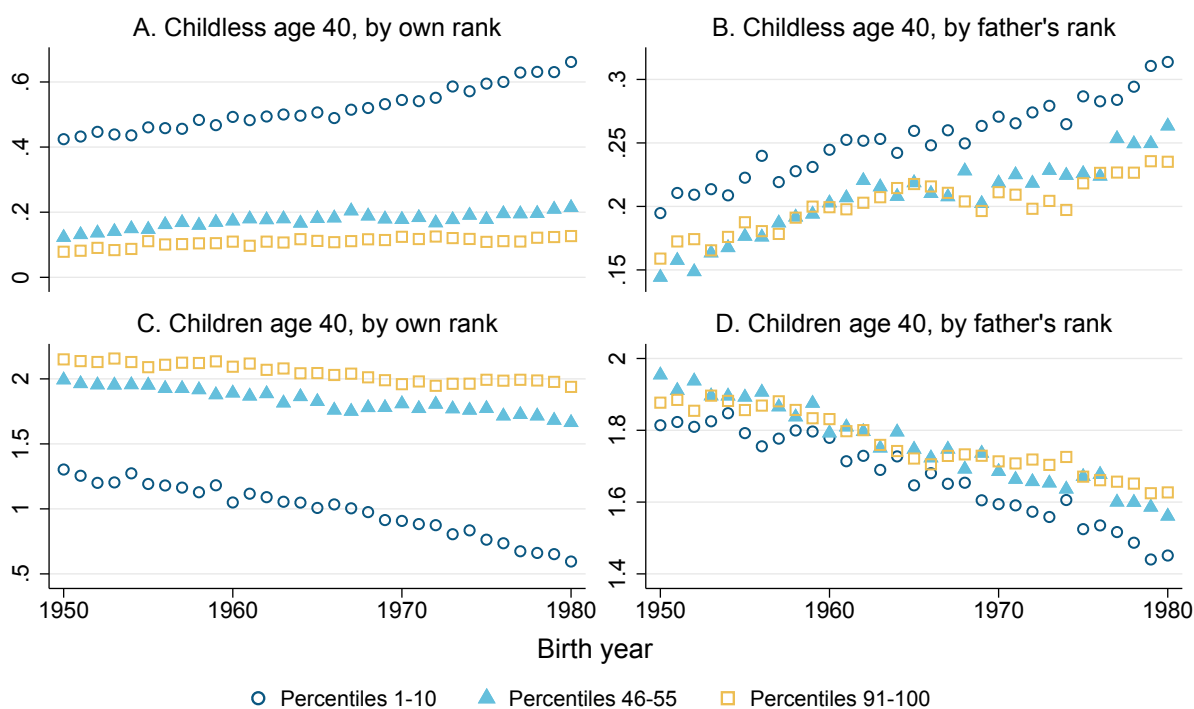 A. Childless age 40, by own rank
B. Childless age 40, by father's rank
.6
.4
.2
0
.3
.25
.2
.15
C. Children age 40, by own rank
D. Children age 40, by father's rank
2
1.5
1
.5
2
1.8
1.6
1.4
1950 1960 1970 1980
1950 1960 1970 1980
Birth year
Percentiles 1-10 Percentiles 46-55 Percentiles 91-100